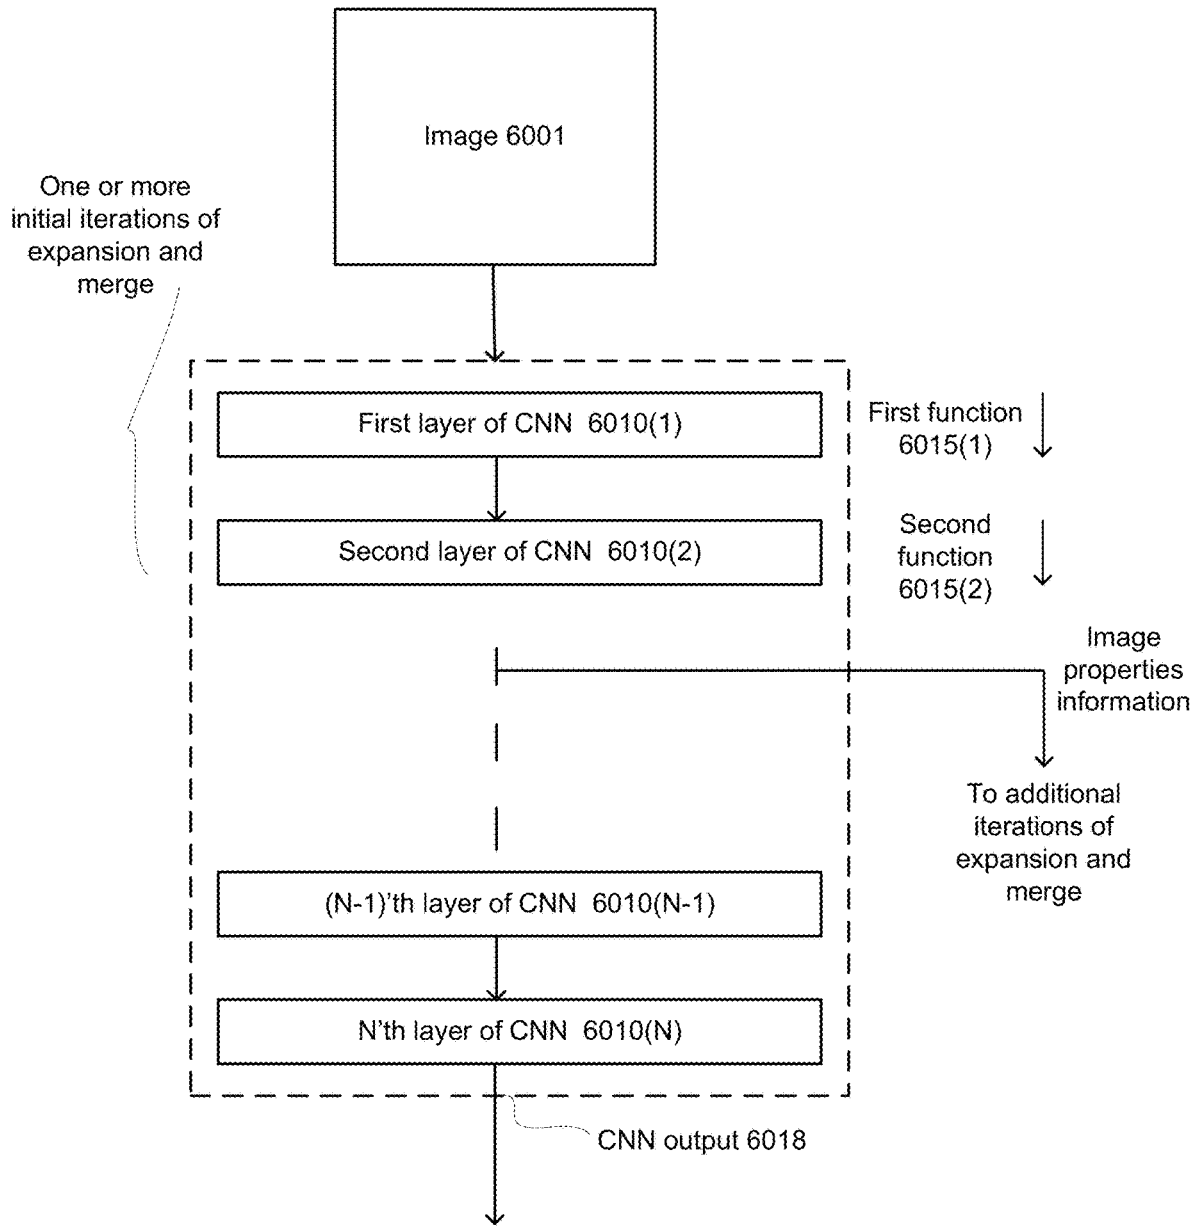 Image 6001
One or more
initial iterations of
expansion and
merge
First layer of CNN 6010(1)
First function
6015(1)
Second layer of CNN 6010(2)
Second
function
6015(2)
Image
properties
information
To additional
iterations of
expansion and
merge
(N-1)'th layer of CNN 6010(N-1)
N'th layer of CNN 6010(N)
CNN output 6018